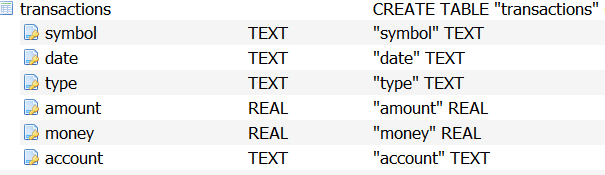 transactions CREATE TABLE "transactions"
symbol TEXT "symbol" TEXT
date TEXT "date" TEXT
type TEXT "type" TEXT
amount REAL "amount" REAL
money REAL "money" REAL
account TEXT "account" TEXT